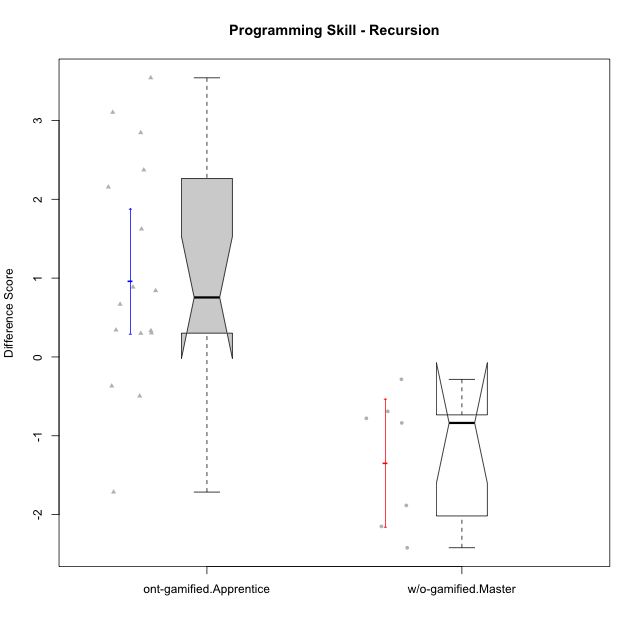 Programming Skill - Recursion
Difference Score
3
2
1
0
-1
-2
ont-gamified.Apprentice
w/o-gamified.Master